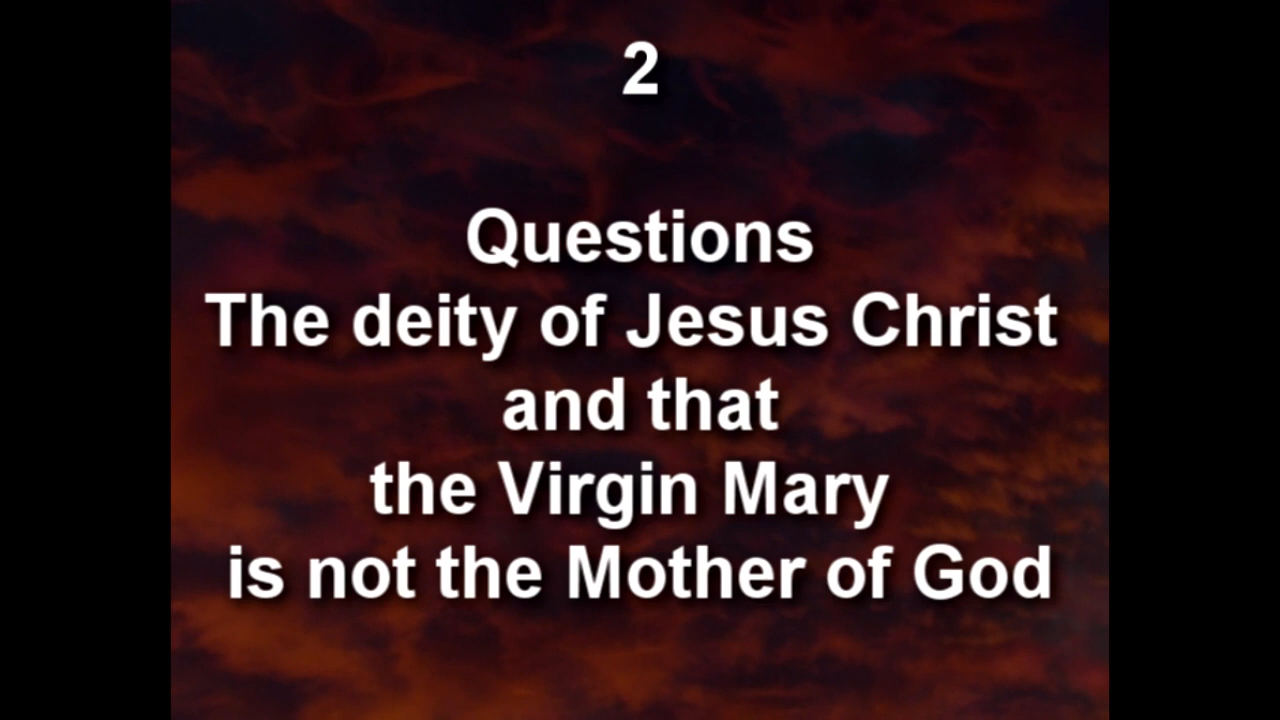 2
Questions
The deity of Jesus Christ
and that
the Virgin Mary
is not the Mother of God